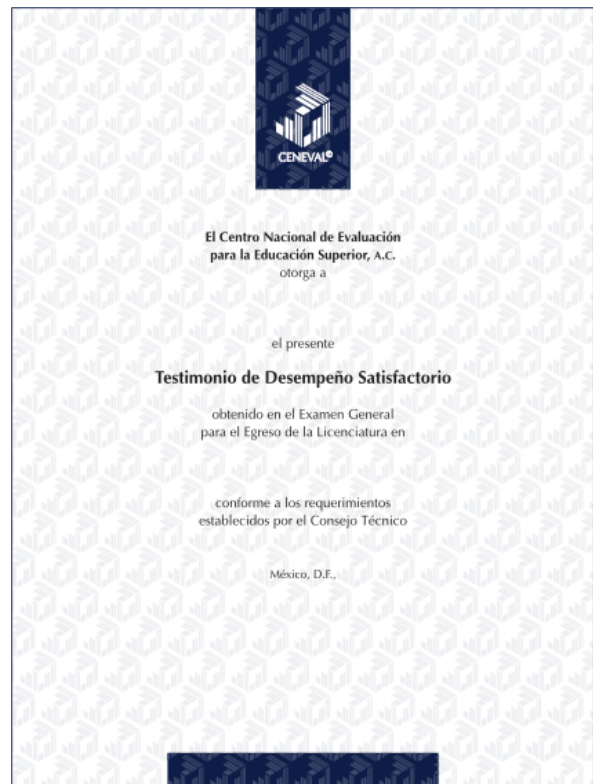 CENEVAL®
El Centro Nacional de Evaluación
para la Educación Superior, A.C.
otorga a
el presente
Testimonio de Desempeño Satisfactorio
obtenido en el Examen General
para el Egreso de la Licenciatura en
conforme a los requerimientos
establecidos por el Consejo Técnico
México, D.F.,